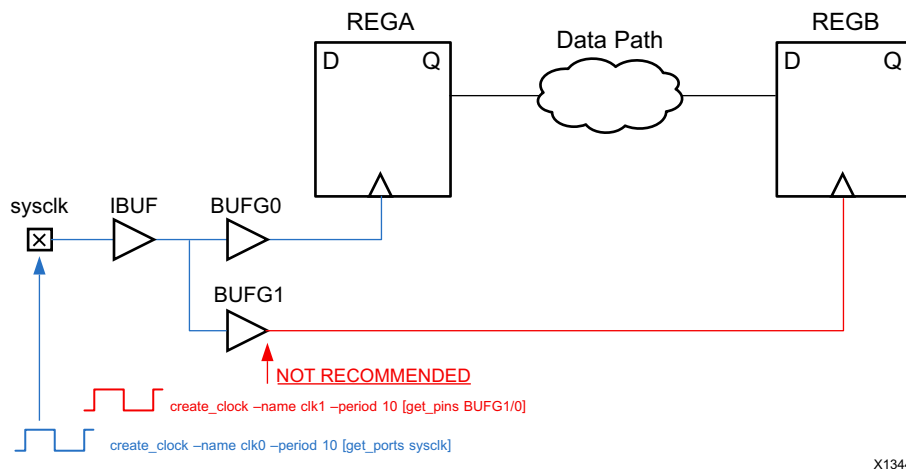 REGA
REGB
Data Path
D Q
D Q
sysclk
IBUF
BUFG0
BUFG1
NOT RECOMMENDED
create_clock –name clk1 –period 10 [get_pins BUFG1/0]
create_clock –name clk0 –period 10 [get_ports sysclk]